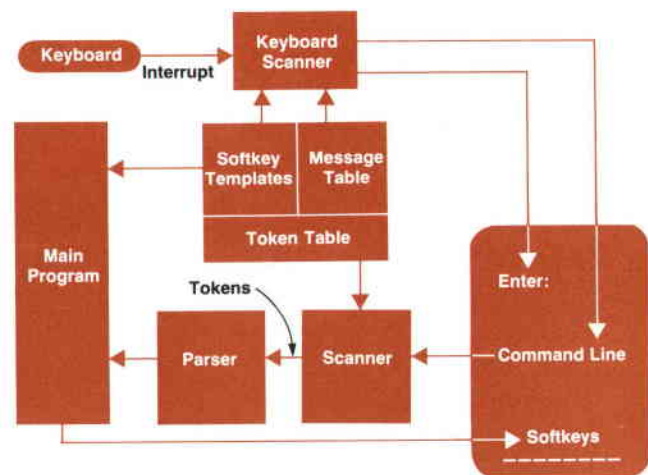 Keyboard
Interrupt
Keyboard
Scanner
Softkey
Templates
Message
Table
Token Table
Main
Program
Tokens
Parser
Scanner
Enter:
Command Line
Softkeys